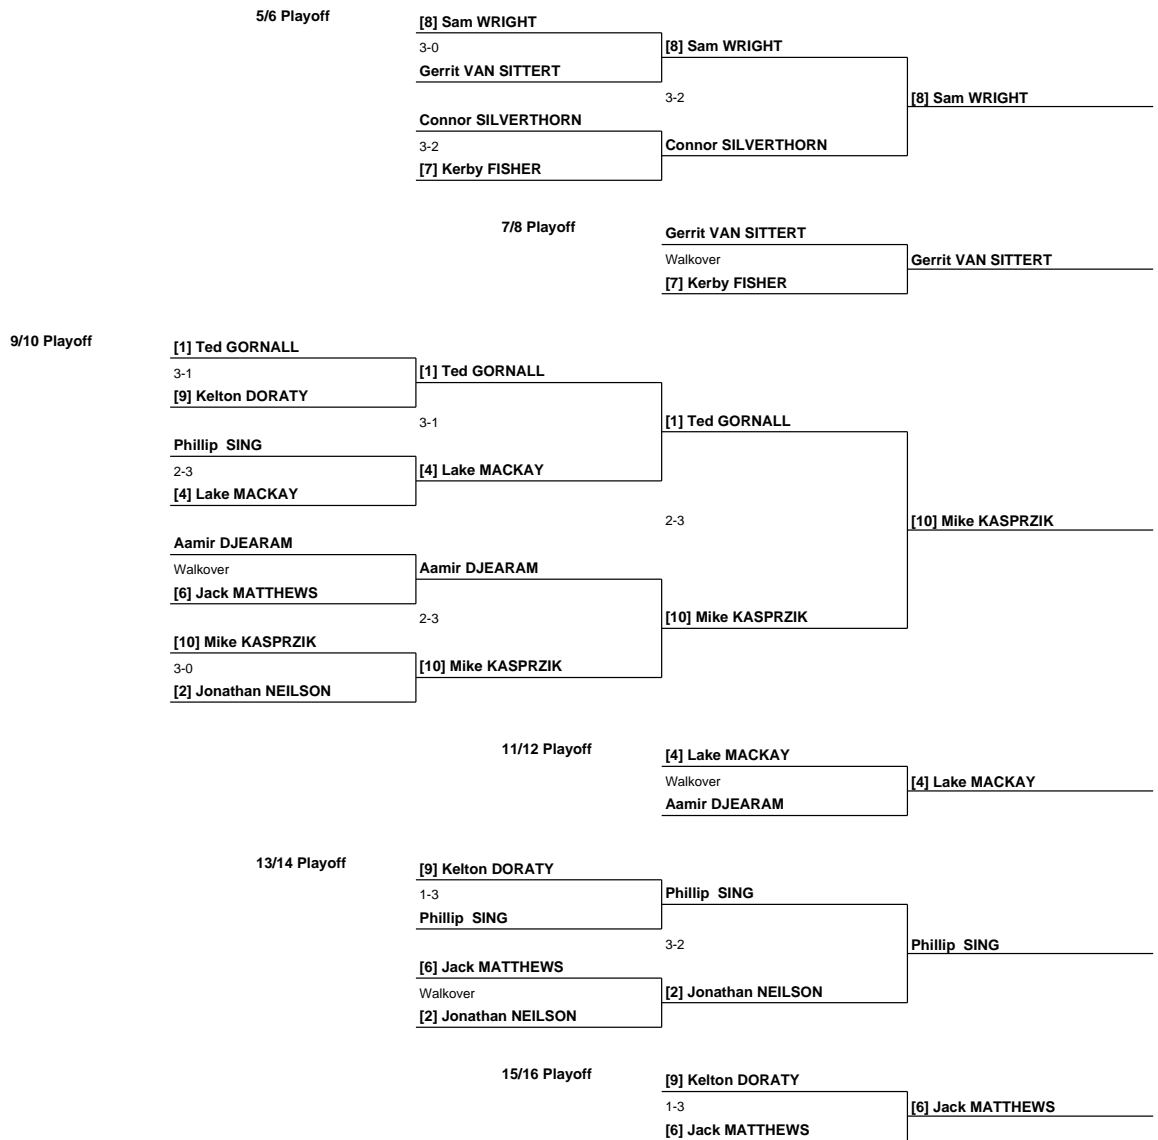 5/6 Playoff
[8] Sam WRIGHT
3-0
[8] Sam WRIGHT
Gerrit VAN SITTERT
3-2
[8] Sam WRIGHT
Connor SILVERTHORN
3-2
Connor SILVERTHORN
[7] Kerby FISHER
7/8 Playoff
Gerrit VAN SITTERT
Walkover
Gerrit VAN SITTERT
[7] Kerby FISHER
9/10 Playoff
[1] Ted GORNALL
3-1
[1] Ted GORNALL
[9] Kelton DORATY
3-1
[1] Ted GORNALL
Phillip  SING
2-3
[4] Lake MACKAY
[4] Lake MACKAY
2-3
[10] Mike KASPRZIK
Aamir DJEARAM
Walkover
Aamir DJEARAM
[6] Jack MATTHEWS
2-3
[10] Mike KASPRZIK
[10] Mike KASPRZIK
3-0
[10] Mike KASPRZIK
[2] Jonathan NEILSON
11/12 Playoff
[4] Lake MACKAY
Walkover
[4] Lake MACKAY
Aamir DJEARAM
13/14 Playoff
[9] Kelton DORATY
1-3
Phillip  SING
Phillip  SING
3-2
Phillip  SING
[6] Jack MATTHEWS
Walkover
[2] Jonathan NEILSON
[2] Jonathan NEILSON
15/16 Playoff
[9] Kelton DORATY
1-3
[6] Jack MATTHEWS
[6] Jack MATTHEWS